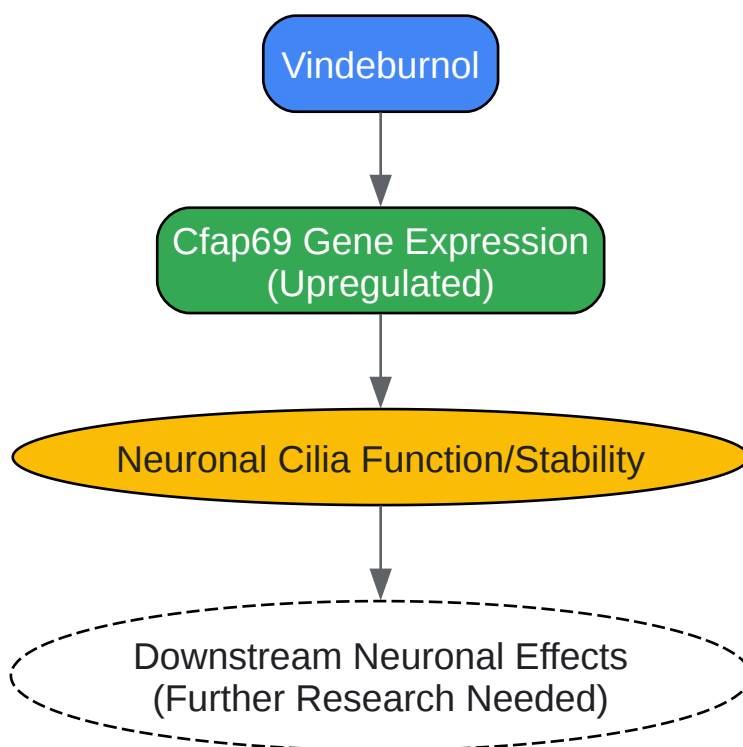 Vindeburnol
Cfap69 Gene Expression
(Upregulated)
Neuronal Cilia Function/Stability
Downstream Neuronal Effects
(Further Research Needed)